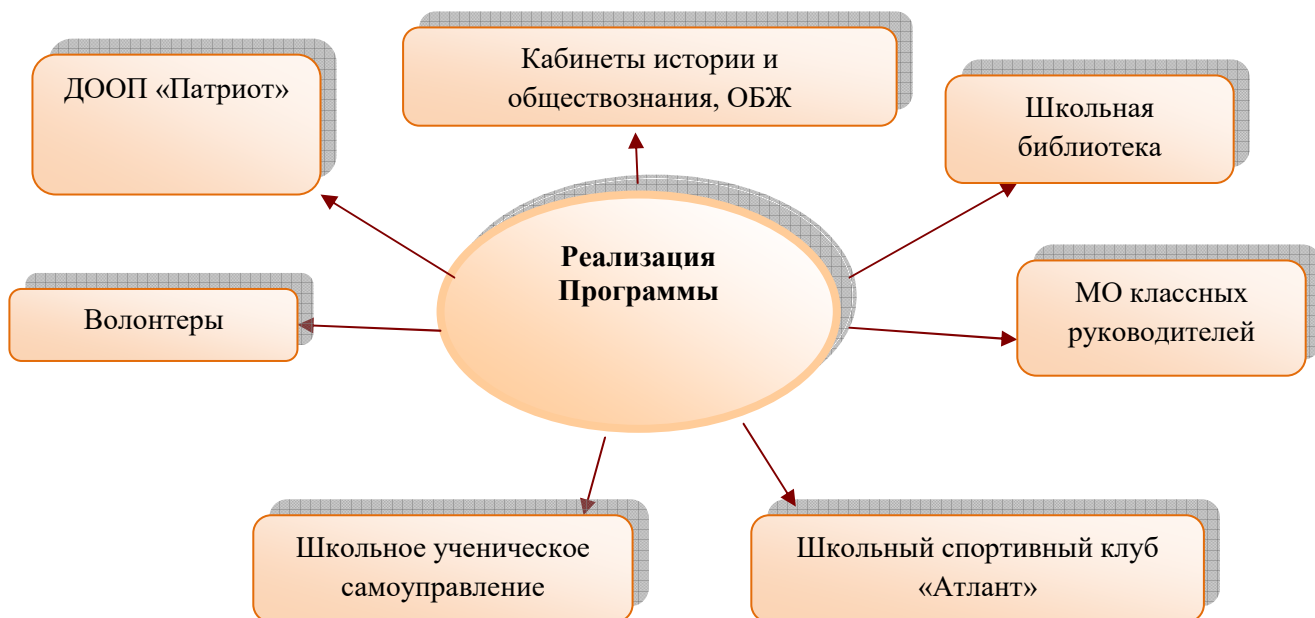 ДООП «Патриот»
Кабинеты истории и
обществознания, ОБЖ
Школьная
библиотека
Реализация
Программы
Волонтеры
МО классных
руководителей
Школьное ученическое
самоуправление
Школьный спортивный клуб
«Атлант»